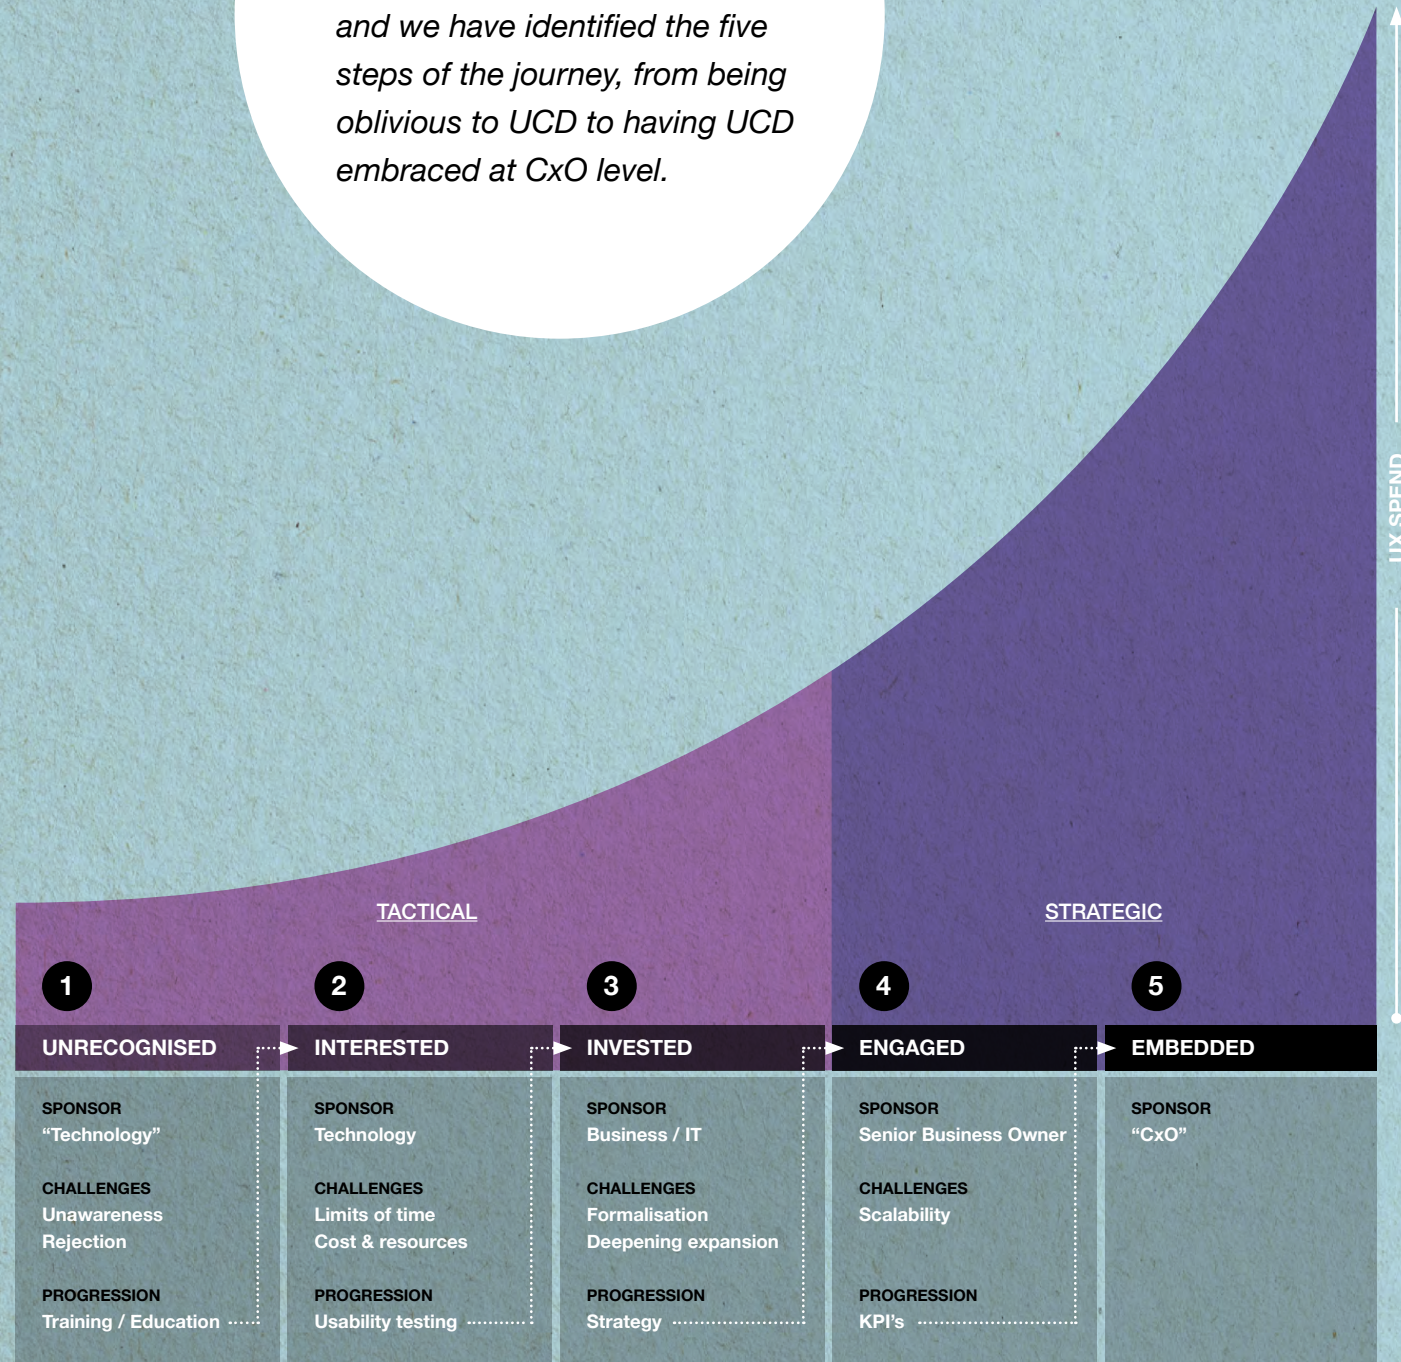 and we have identified the five
steps of the journey, from being
oblivious to UCD to having UCD
embraced at CxO level.
UX SPEND
TACTICAL
STRATEGIC
1
2
3
4
5
UNRECOGNISED
INTERESTED
INVESTED
ENGAGED
EMBEDDED
SPONSOR
“Technology”
CHALLENGES
Unawareness
Rejection
PROGRESSION
Training / Education
SPONSOR
Technology
CHALLENGES
Limits of time
Cost & resources
PROGRESSION
Usability testing
SPONSOR
Business / IT
CHALLENGES
Formalisation
Deepening expansion
PROGRESSION
Strategy
SPONSOR
Senior Business Owner
CHALLENGES
Scalability
PROGRESSION
KPI's
SPONSOR
“CxO”